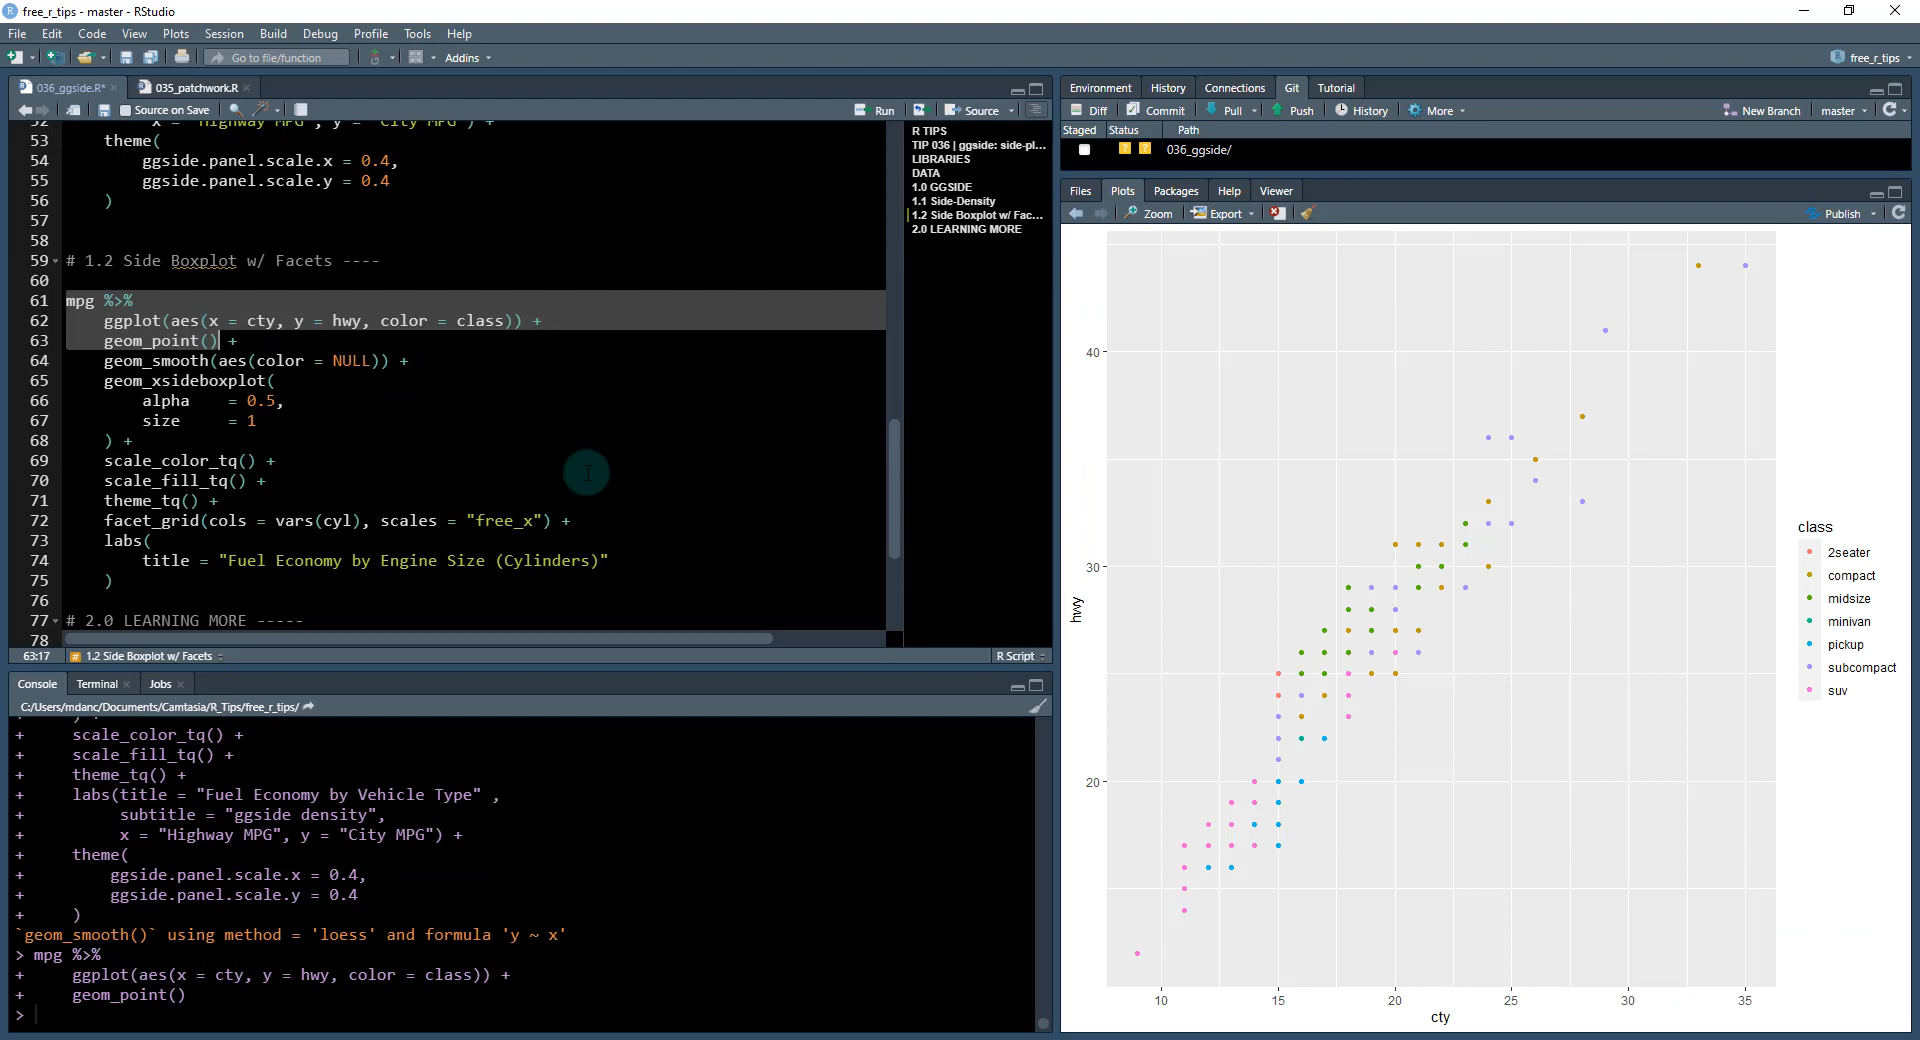 free_r_tips - master - RStudio
File Edit Code View Plots Session Build Debug Profile Tools Help
Go to file/function Addins free_r_tips
036_ggside.R* 035_patchwork.R
Source on Save Run Source
52 x = "Highway MPG", y = "City MPG") +
53 theme(
54 ggside.panel.scale.x = 0.4,
55 ggside.panel.scale.y = 0.4
56 )
57
58
59 # 1.2 Side Boxplot w/ Facets ----
60
61 mpg %>%
62 ggplot(aes(x = cty, y = hwy, color = class)) +
63 geom_point() +
64 geom_smooth(aes(color = NULL)) +
65 geom_xsideboxplot(
66 alpha = 0.5,
67 size = 1
68 ) +
69 scale_color_tq() +
70 scale_fill_tq() +
71 theme_tq() +
72 facet_grid(cols = vars(cyl), scales = "free_x") +
73 labs(
74 title = "Fuel Economy by Engine Size (Cylinders)"
75 )
76
77 # 2.0 LEARNING MORE -----
78
R TIPS
TIP 036 | ggside: side-pl...
LIBRARIES
DATA
1.0 GGSIDE
1.1 Side-Density
1.2 Side Boxplot w/ Fac...
2.0 LEARNING MORE
63:17 # 1.2 Side Boxplot w/ Facets R Script
Console Terminal Jobs
C:/Users/mdanc/Documents/Camtasia/R_Tips/free_r_tips/
+ ) +
+ scale_color_tq() +
+ scale_fill_tq() +
+ theme_tq() +
+ labs(title = "Fuel Economy by Vehicle Type" ,
+ subtitle = "ggside density",
+ x = "Highway MPG", y = "City MPG") +
+ theme(
+ ggside.panel.scale.x = 0.4,
+ ggside.panel.scale.y = 0.4
+ )
`geom_smooth()` using method = 'loess' and formula 'y ~ x'
> mpg %>%
+ ggplot(aes(x = cty, y = hwy, color = class)) +
+ geom_point()
>
Environment History Connections Git Tutorial
Diff Commit Pull Push History More New Branch master
Staged Status Path
? ? 036_ggside/
Files Plots Packages Help Viewer
Zoom Export Publish
40
30
20
hwy
10 15 20 25 30 35
cty
class
2seater
compact
midsize
minivan
pickup
subcompact
suv